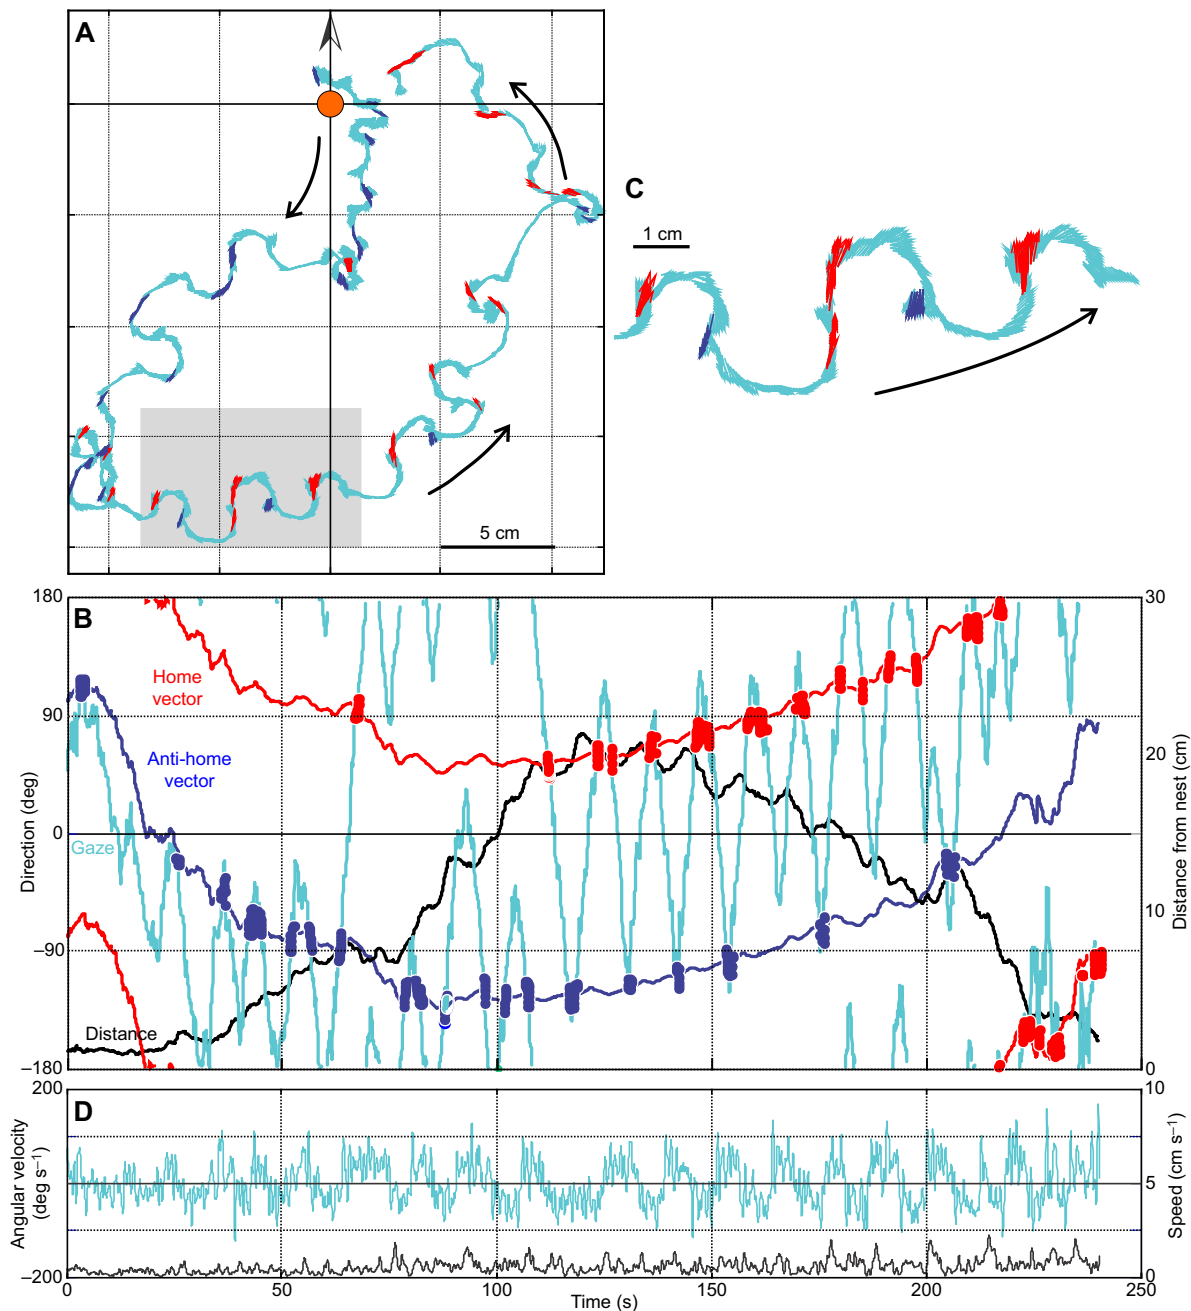 A
5 cm
C
1 cm
B
180
90
0
–90
–180
Direction (deg)
Home
vector
Anti-home
vector
Gaze
Distance
30
20
10
0
Distance from nest (cm)
D
200
–200
Angular velocity
(deg s–1)
10
5
0
Speed (cm s–1)
0
50
100
150
200
250
Time (s)